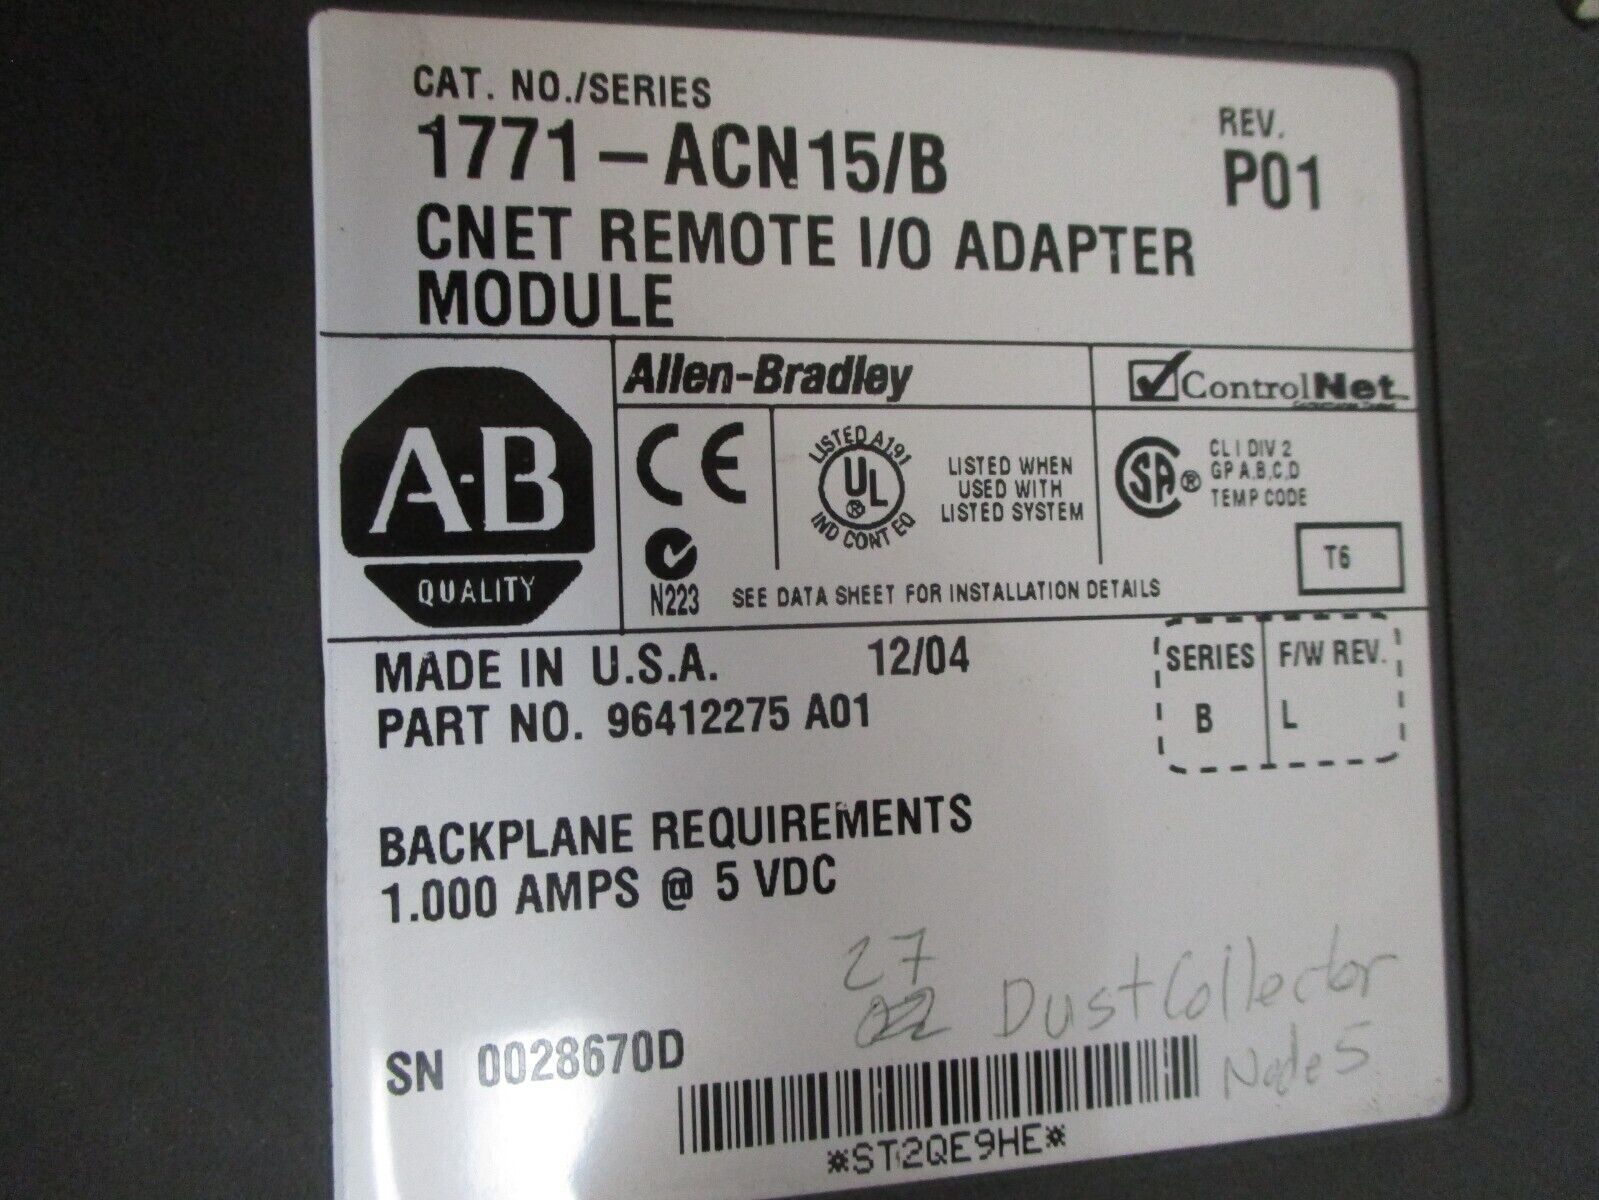 CAT. NO./SERIES
1771-ACN15/B
REV.
P01
CNET REMOTE I/O ADAPTER
MODULE
A-B
QUALITY
Allen-Bradley
ControlNet
CE
N223
LISTED A191
UL
®
IND CONT EQ
LISTED WHEN
USED WITH
LISTED SYSTEM
SA ®
CL I DIV 2
GP A,B,C,D
TEMP CODE
T6
SEE DATA SHEET FOR INSTALLATION DETAILS
MADE IN U.S.A. 12/04
PART NO. 96412275 A01
SERIES F/W REV.
B L
BACKPLANE REQUIREMENTS
1.000 AMPS @ 5 VDC
27
Dust Collector
Node 5
SN 0028670D
*ST2QE9HE*